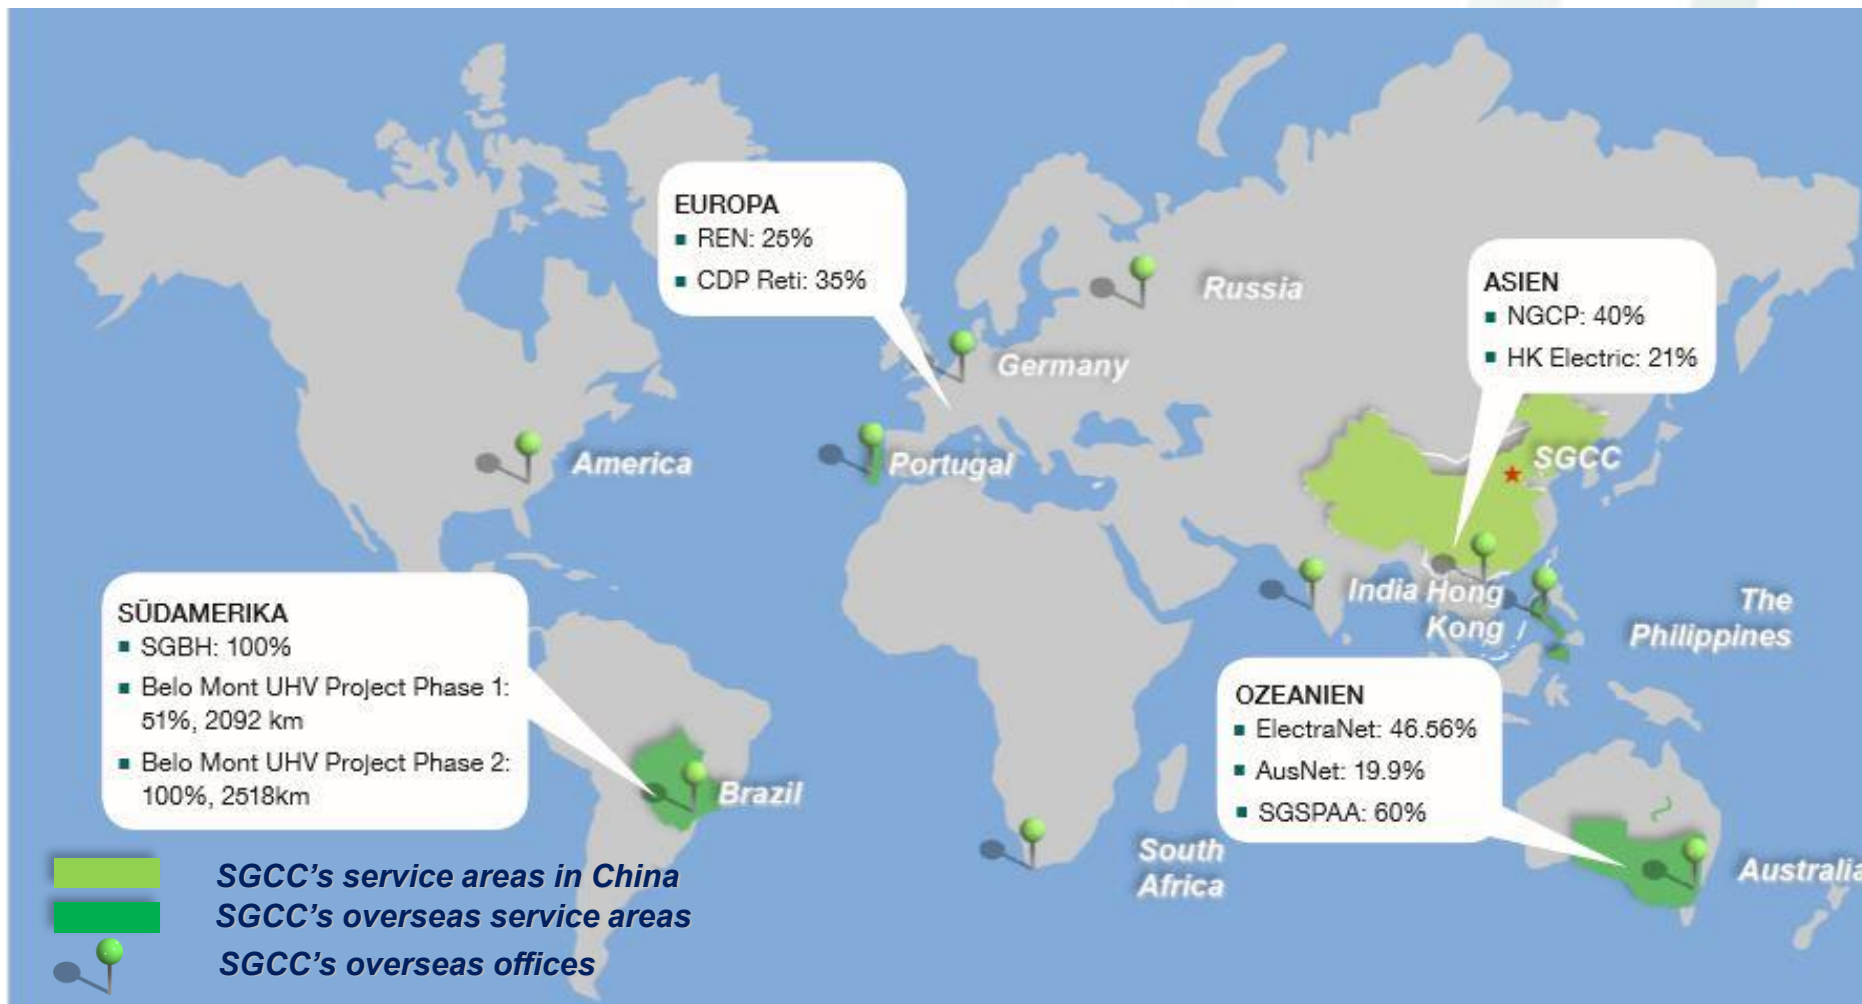 EUROPA
▪ REN: 25%
▪ CDP Reti: 35%
Russia
ASIEN
▪ NGCP: 40%
▪ HK Electric: 21%
Germany
America
Portugal
SGCC
India Hong
Kong
The
Philippines
SÜDAMERIKA
▪ SGBH: 100%
▪ Belo Mont UHV Project Phase 1:
51%, 2092 km
▪ Belo Mont UHV Project Phase 2:
100%, 2518km
Brazil
OZEANIEN
▪ ElectraNet: 46.56%
▪ AusNet: 19.9%
▪ SGSPAA: 60%
South
Africa
Australia
SGCC’s service areas in China
SGCC’s overseas service areas
SGCC’s overseas offices